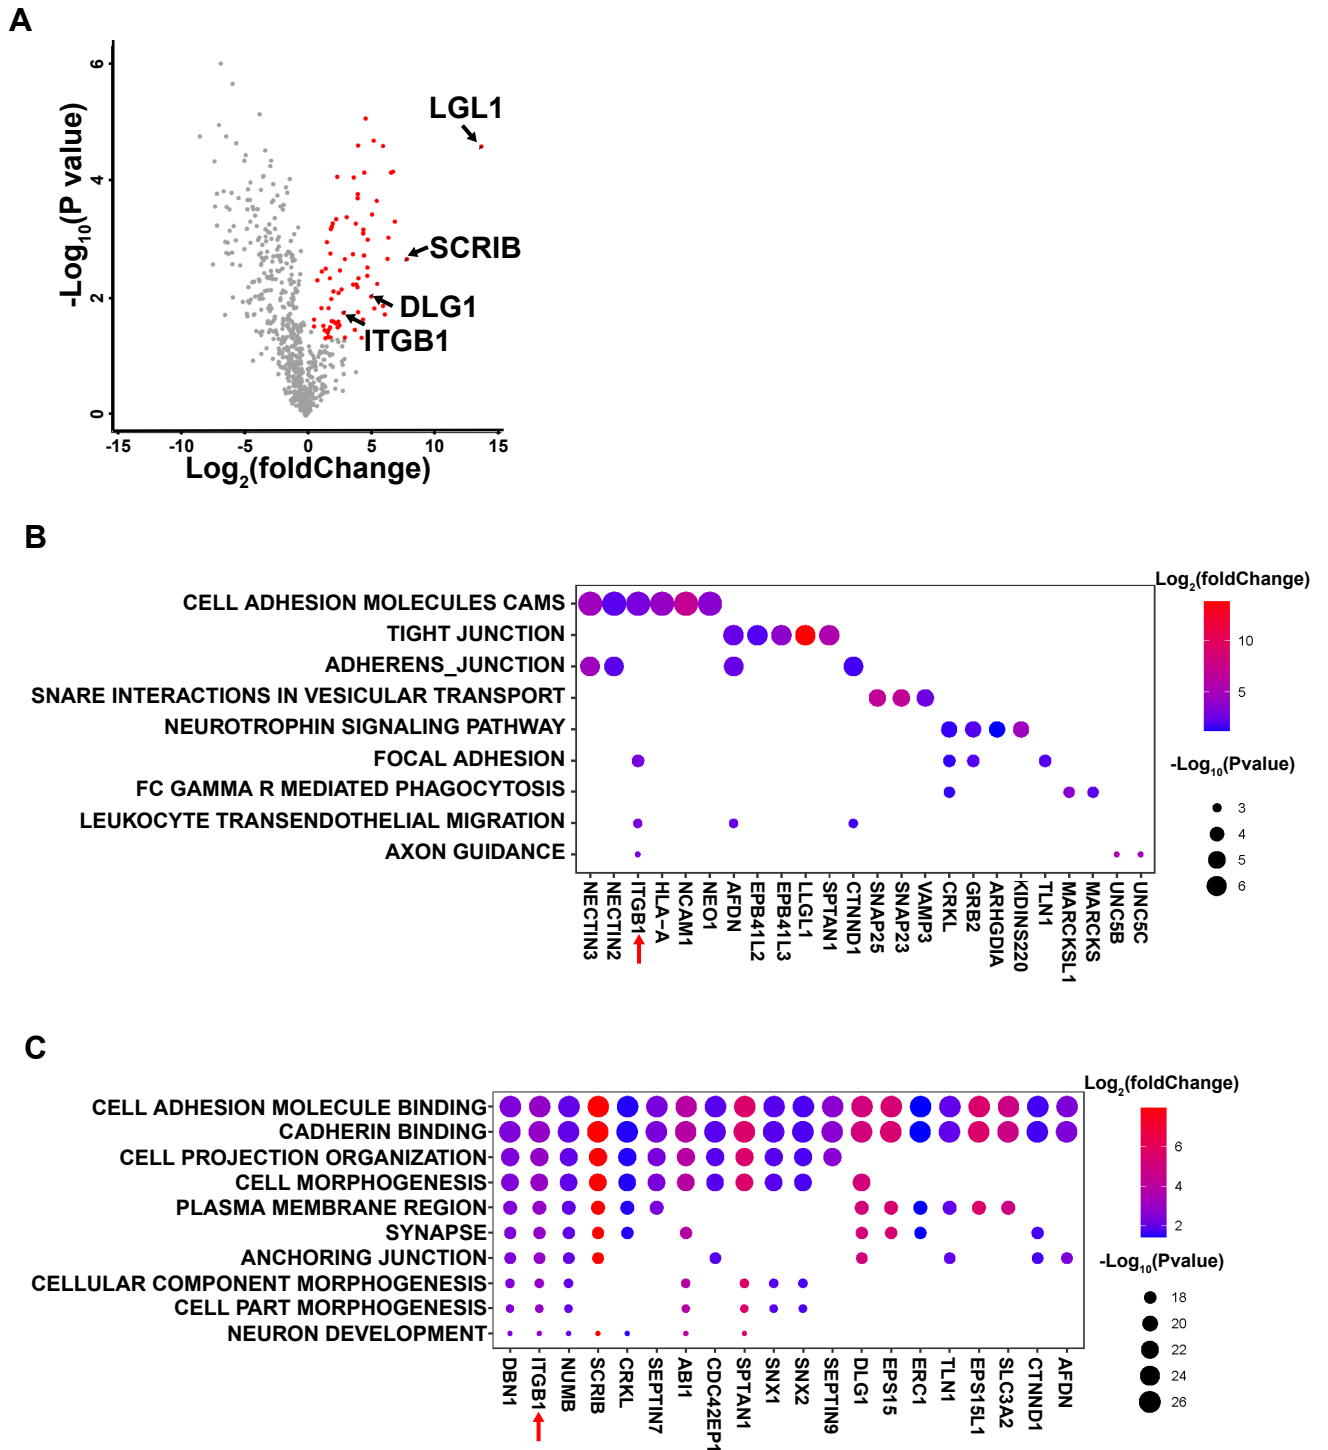 A
-Log10(P value)
6
4
2
0
LGL1
SCRIB
DLG1
ITGB1
-15 -10 -5 0 5 10 15
Log2(foldChange)
B
CELL ADHESION MOLECULES CAMS
TIGHT JUNCTION
ADHERENS_JUNCTION
SNARE INTERACTIONS IN VESICULAR TRANSPORT
NEUROTROPHIN SIGNALING PATHWAY
FOCAL ADHESION
FC GAMMA R MEDIATED PHAGOCYTOSIS
LEUKOCYTE TRANSENDOTHELIAL MIGRATION
AXON GUIDANCE
NECTIN3
NECTIN2
ITGB1
HLA−A
NCAM1
NEO1
AFDN
EPB41L2
EPB41L3
LLGL1
SPTAN1
CTNND1
SNAP25
SNAP23
VAMP3
CRKL
GRB2
ARHGDIA
KIDINS220
TLN1
MARCKSL1
MARCKS
UNC5B
UNC5C
Log2(foldChange)
10
5
-Log10(Pvalue)
3
4
5
6
C
CELL ADHESION MOLECULE BINDING
CADHERIN BINDING
CELL PROJECTION ORGANIZATION
CELL MORPHOGENESIS
PLASMA MEMBRANE REGION
SYNAPSE
ANCHORING JUNCTION
CELLULAR COMPONENT MORPHOGENESIS
CELL PART MORPHOGENESIS
NEURON DEVELOPMENT
DBN1
ITGB1
NUMB
SCRIB
CRKL
SEPTIN7
ABI1
CDC42EP1
SPTAN1
SNX1
SNX2
SEPTIN9
DLG1
EPS15
ERC1
TLN1
EPS15L1
SLC3A2
CTNND1
AFDN
Log2(foldChange)
6
4
2
-Log10(Pvalue)
18
20
22
24
26